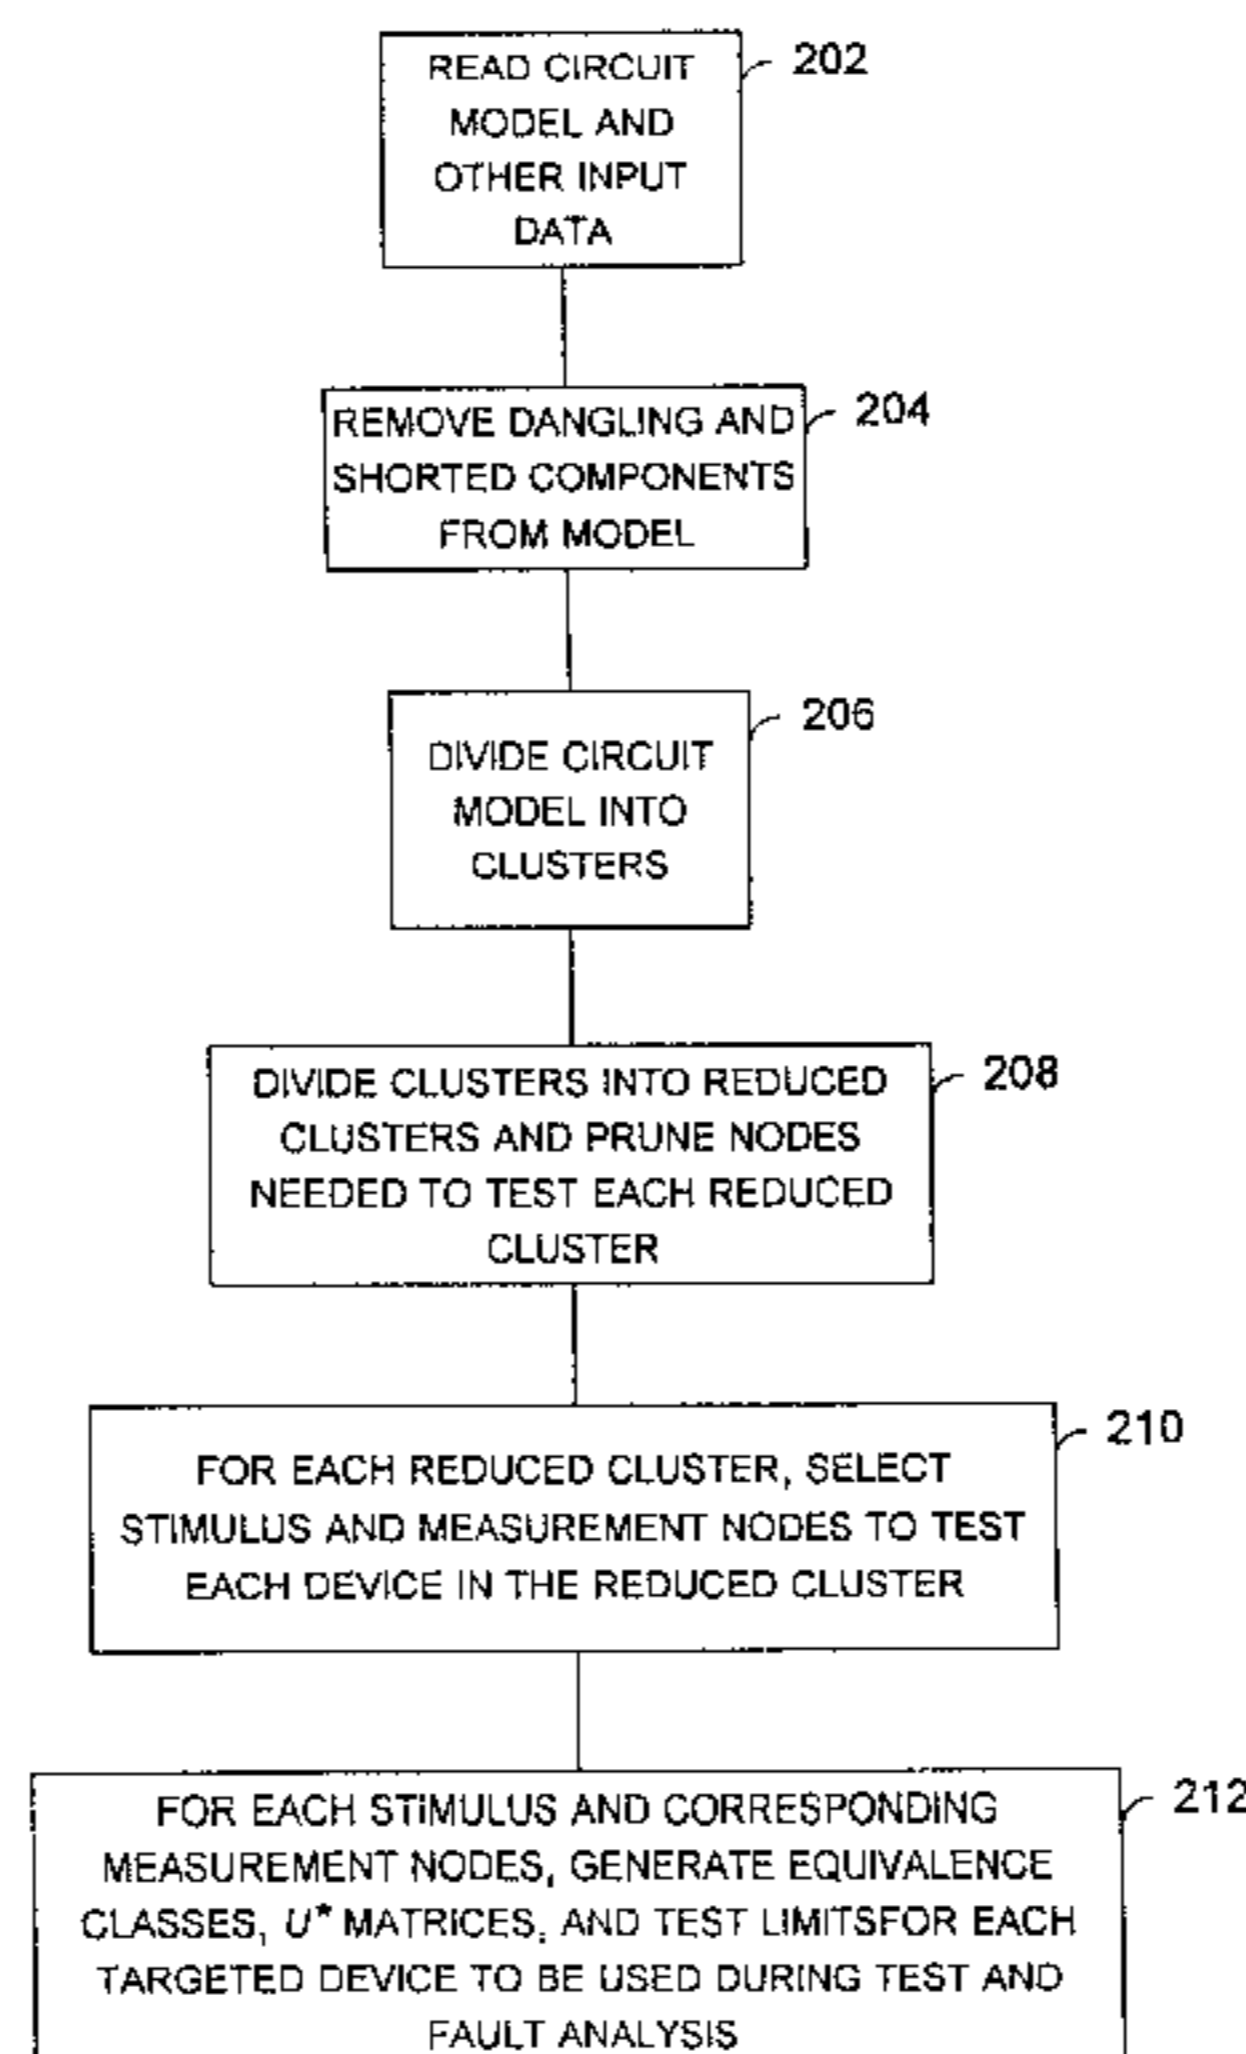 READ CIRCUIT
MODEL AND
OTHER INPUT
DATA
202
REMOVE DANGLING AND
SHORTED COMPONENTS
FROM MODEL
204
DIVIDE CIRCUIT
MODEL INTO
CLUSTERS
206
DIVIDE CLUSTERS INTO REDUCED
CLUSTERS AND PRUNE NODES
NEEDED TO TEST EACH REDUCED
CLUSTER
208
FOR EACH REDUCED CLUSTER, SELECT
STIMULUS AND MEASUREMENT NODES TO TEST
EACH DEVICE IN THE REDUCED CLUSTER
210
FOR EACH STIMULUS AND CORRESPONDING
MEASUREMENT NODES, GENERATE EQUIVALENCE
CLASSES, U* MATRICES, AND TEST LIMITSFOR EACH
TARGETED DEVICE TO BE USED DURING TEST AND
FAULT ANALYSIS
212